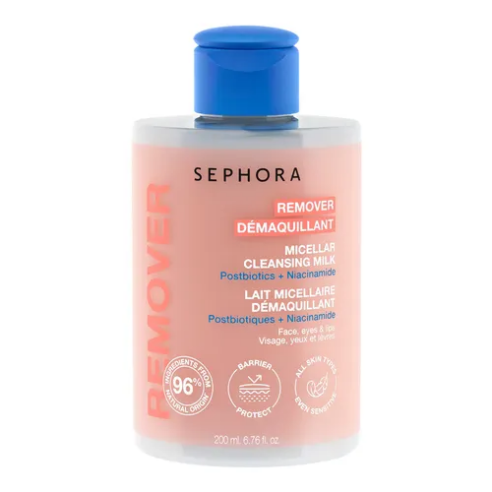 SEPHORA
REMOVER
REMOVER
DÉMAQUILLANT
MICELLAR
CLEANSING MILK
Postbiotics + Niacinamide
LAIT MICELLAIRE
DÉMAQUILLANT
Postbiotiques + Niacinamide
Face, eyes & lips
Visage, yeux et lèvres
INGREDIENTS FROM
96%
NATURAL ORIGIN
BARRIER
PROTECT
ALL SKIN TYPES
EVEN SENSITIVE
200 ml. 6.76 fl. oz.